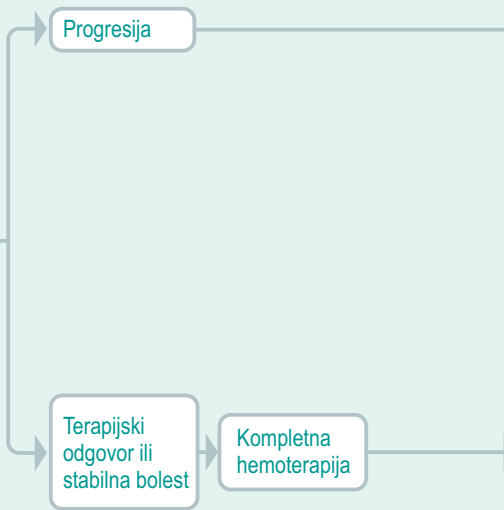 Progresija
Terapijski
odgovor ili
stabilna bolest
Kompletna
hemoterapija